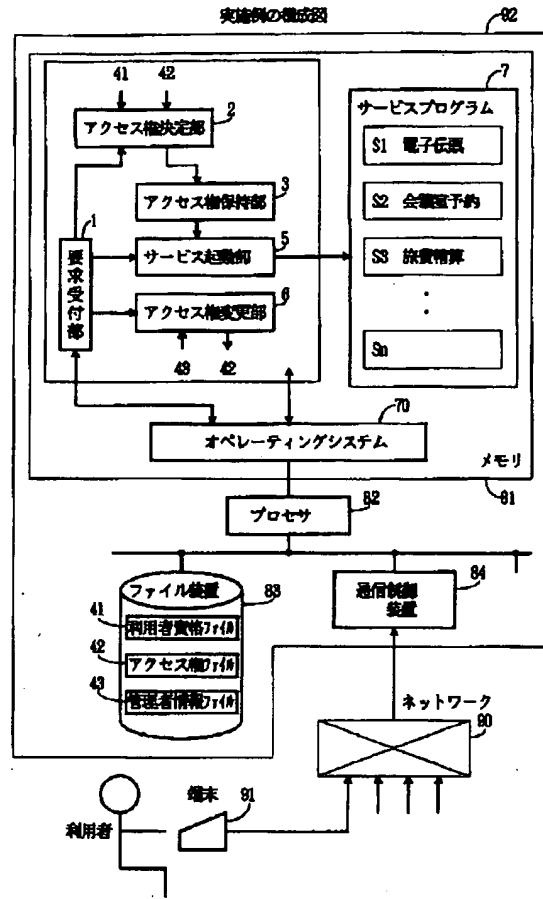 実施例の構成図
92
41
42
2
アクセス権決定部
7
サービスプログラム
S1 電子伝票
S2 会議室予約
S3 旅費精算
Sn
3
アクセス権保持部
1
要求受付部
5
サービス起動部
6
アクセス権変更部
43
42
70
オペレーティングシステム
メモリ
81
82
プロセサ
ファイル装置
83
41
利用者資格ファイル
42
アクセス権ファイル
43
管理者情報ファイル
84
通信制御
装置
ネットワーク
90
端末
91
利用者